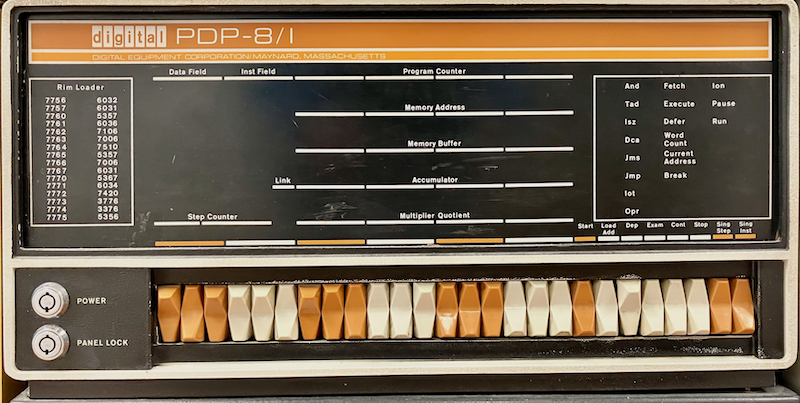 digital PDP-8/I
DIGITAL EQUIPMENT CORPORATION MAYNARD, MASSACHUSETTS
Data Field Inst Field Program Counter
Memory Address
Memory Buffer
Link Accumulator
Step Counter Multiplier Quotient
Rim Loader
7756 6032
7757 6031
7760 5357
7761 6036
7762 7106
7763 7006
7764 7510
7765 5357
7766 7006
7767 6031
7770 5367
7771 6034
7772 7420
7773 3776
7774 3376
7775 5356
And Fetch Ion
Tad Execute Pause
Isz Defer Run
Dca Word Count
Jms Current Address
Jmp Break
Iot
Opr
Start Load Add Dep Exam Cont Stop Sing Step Sing Inst
POWER
PANEL LOCK